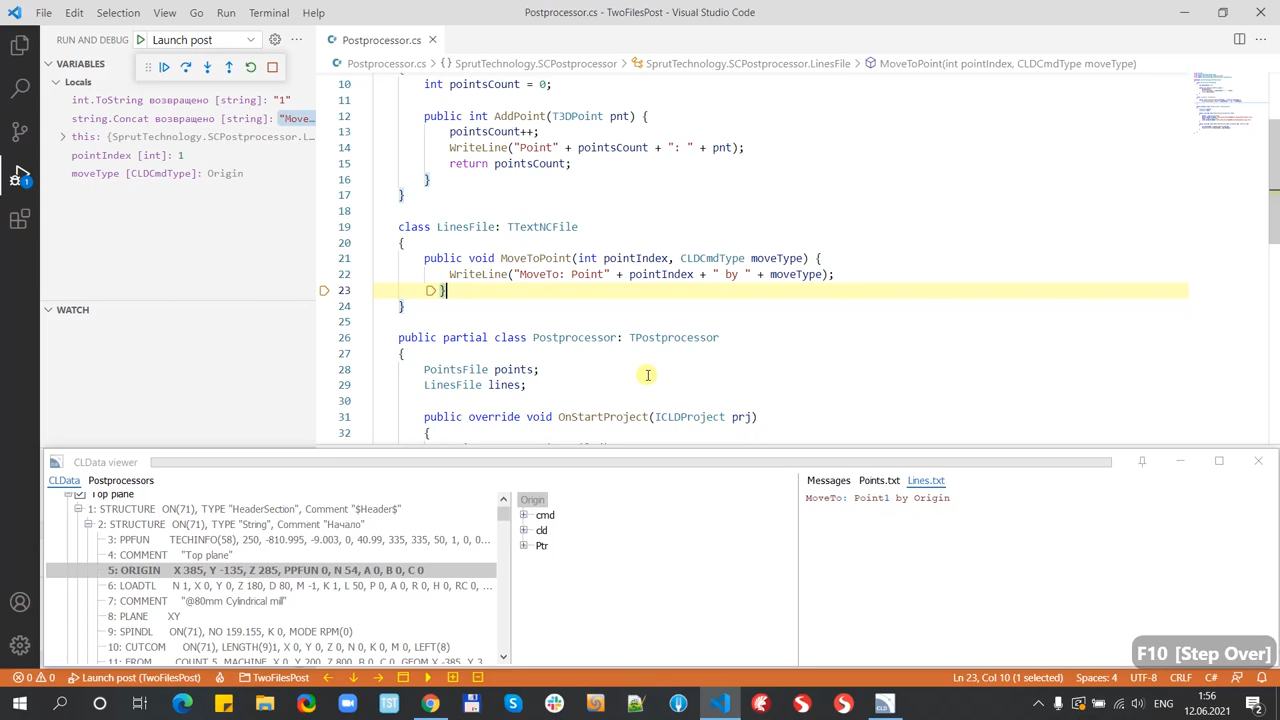 File Edit Selection View Go Run ...
Postprocessor.cs - TwoFilesPost - Visual Studio Code
RUN AND DEBUG
Launch post
...
VARIABLES
Locals
int.ToString возвращено [string]: "1"
string.Concat возвращено [string]: "Move...
this: {SprutTechnology.SCPostprocessor.L...
pointIndex [int]: 1
moveType [CLDCmdType]: Origin
WATCH
1
Postprocessor.cs
Postprocessor.cs > {} SprutTechnology.SCPostprocessor > SprutTechnology.SCPostprocessor.LinesFile > MoveToPoint(int pointIndex, CLDCmdType moveType)
10 int pointsCount = 0;
11
12 public int AddPoint(T3DPoint pnt) {
13 pointsCount++;
14 WriteLine("Point" + pointsCount + ": " + pnt);
15 return pointsCount;
16 }
17 }
18
19 class LinesFile: TTextNCFile
20 {
21 public void MoveToPoint(int pointIndex, CLDCmdType moveType) {
22 WriteLine("MoveTo: Point" + pointIndex + " by " + moveType);
23 }
24 }
25
26 public partial class Postprocessor: TPostprocessor
27 {
28 PointsFile points;
29 LinesFile lines;
30
31 public override void OnStartProject(ICLDProject prj)
32 {
CLData viewer
CLData Postprocessors
Top plane
1: STRUCTURE ON(71), TYPE "HeaderSection", Comment "$Header$"
2: STRUCTURE ON(71), TYPE "String", Comment "Начало"
3: PPFUN TECHINFO(58), 250, -810.995, -9.003, 0, 40.99, 335, 335, 50, 1, 0, 0...
4: COMMENT "Top plane"
5: ORIGIN X 385, Y -135, Z 285, PPFUN 0, N 54, A 0, B 0, C 0
6: LOADTL N 1, X 0, Y 0, Z 180, D 80, M -1, K 1, L 50, P 0, A 0, R 0, H 0, RC 0, ...
7: COMMENT "@80mm Cylindrical mill"
8: PLANE XY
9: SPINDL ON(71), NO 159.155, K 0, MODE RPM(0)
10: CUTCOM ON(71), LENGTH(9)1, X 0, Y 0, Z 0, N 0, K 0, M 0, LEFT(8)
11: FROM COUNT 5, MACHINE, X 0, Y 200, Z 800, B 0, C 0, GEOM X -385, Y 3...
Origin
cmd
cld
Ptr
Messages Points.txt Lines.txt
MoveTo: Point1 by Origin
F10 [Step Over]
0 0 Launch post (TwoFilesPost) TwoFilesPost
Ln 23, Col 10 (1 selected) Spaces: 4 UTF-8 CRLF C#
1:56
12.06.2021